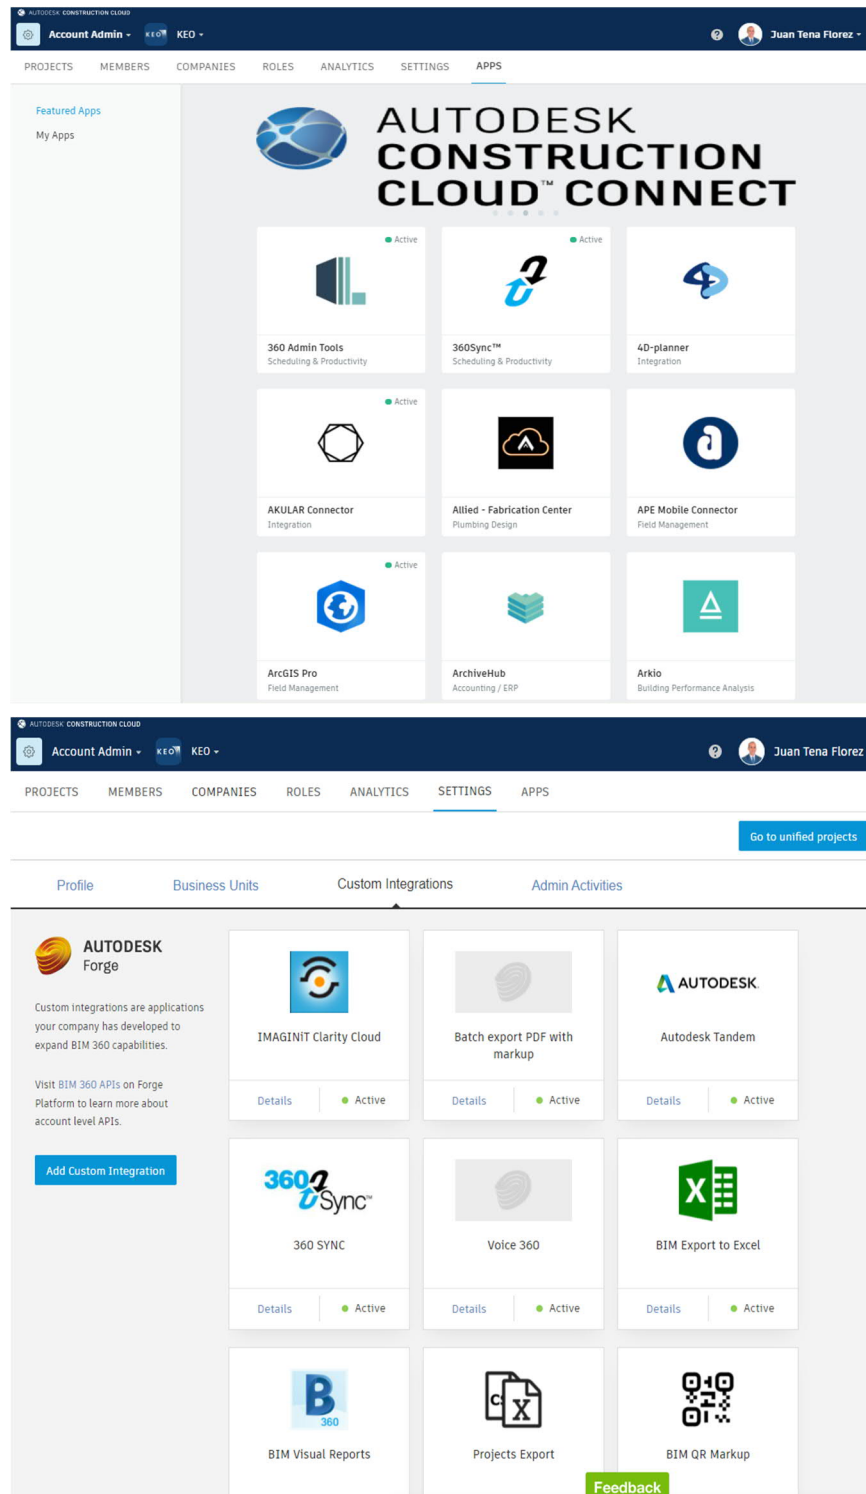 AUTODESK CONSTRUCTION CLOUD
Account Admin KEO KEO Juan Tena Florez
PROJECTS MEMBERS COMPANIES ROLES ANALYTICS SETTINGS APPS
Featured Apps
My Apps
AUTODESK
CONSTRUCTION
CLOUD™ CONNECT
Active Active
360 Admin Tools 360Sync™ 4D-planner
Scheduling & Productivity Scheduling & Productivity Integration
Active
AKULAR Connector Allied - Fabrication Center APE Mobile Connector
Integration Plumbing Design Field Management
Active
ArcGIS Pro ArchiveHub Arkio
Field Management Accounting / ERP Building Performance Analysis
AUTODESK CONSTRUCTION CLOUD
Account Admin KEO KEO Juan Tena Florez
PROJECTS MEMBERS COMPANIES ROLES ANALYTICS SETTINGS APPS
Go to unified projects
Profile Business Units Custom Integrations Admin Activities
AUTODESK
Forge
Custom integrations are applications
your company has developed to
expand BIM 360 capabilities.
Visit BIM 360 APIs on Forge
Platform to learn more about
account level APIs.
Add Custom Integration
AUTODESK.
IMAGINiT Clarity Cloud Batch export PDF with Autodesk Tandem
markup
Details Active Details Active Details Active
360 Sync™ X
360 SYNC Voice 360 BIM Export to Excel
Details Active Details Active Details Active
B 360 X
BIM Visual Reports Projects Export BIM QR Markup
Feedback